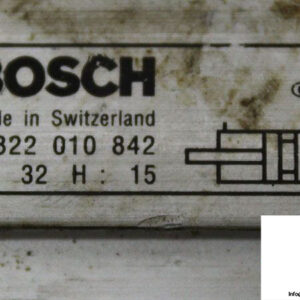 BOSCH
de in Switzerland
822 010 842
32 H : 15